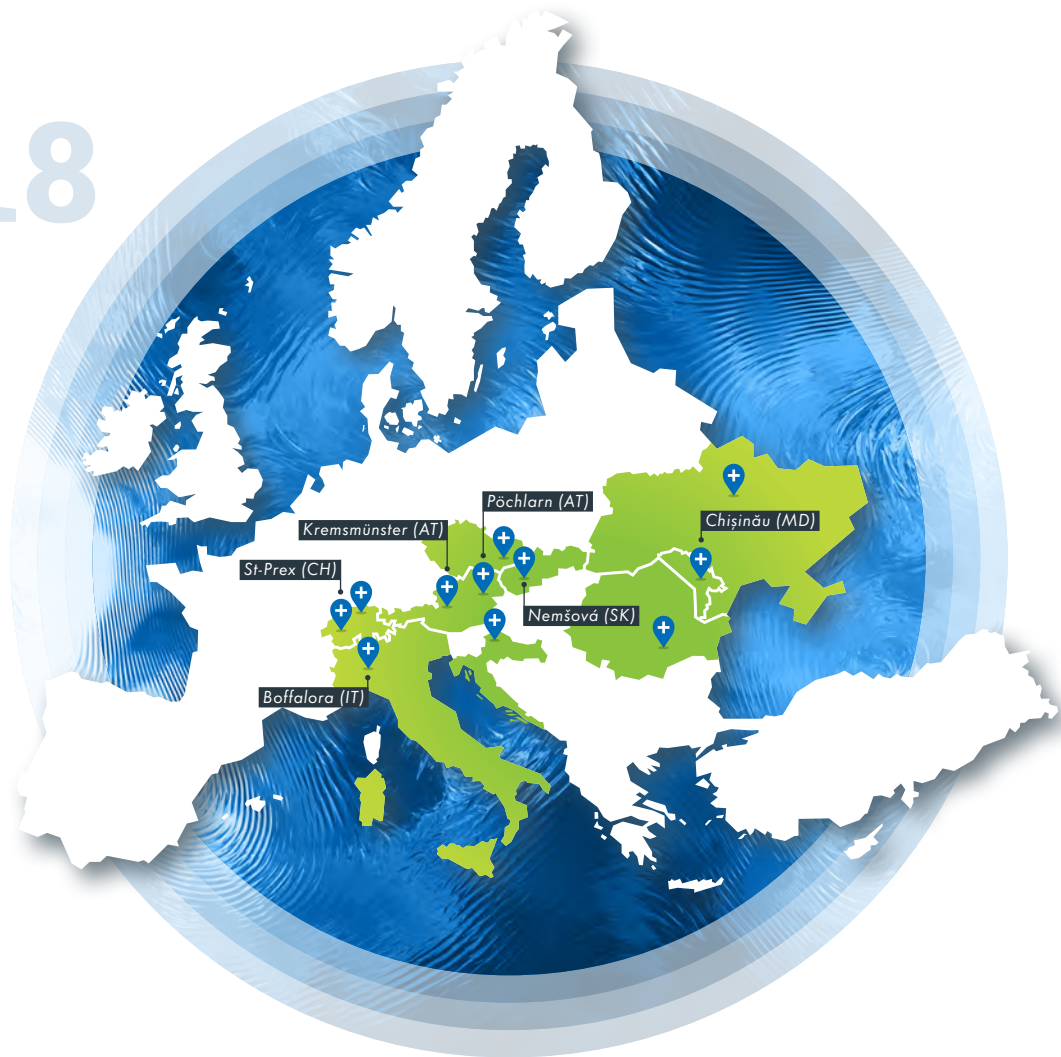 18
Pöchlarn (AT)
Kremsmünster (AT)
Chișinău (MD)
St-Prex (CH)
Nemšová (SK)
Boffalora (IT)